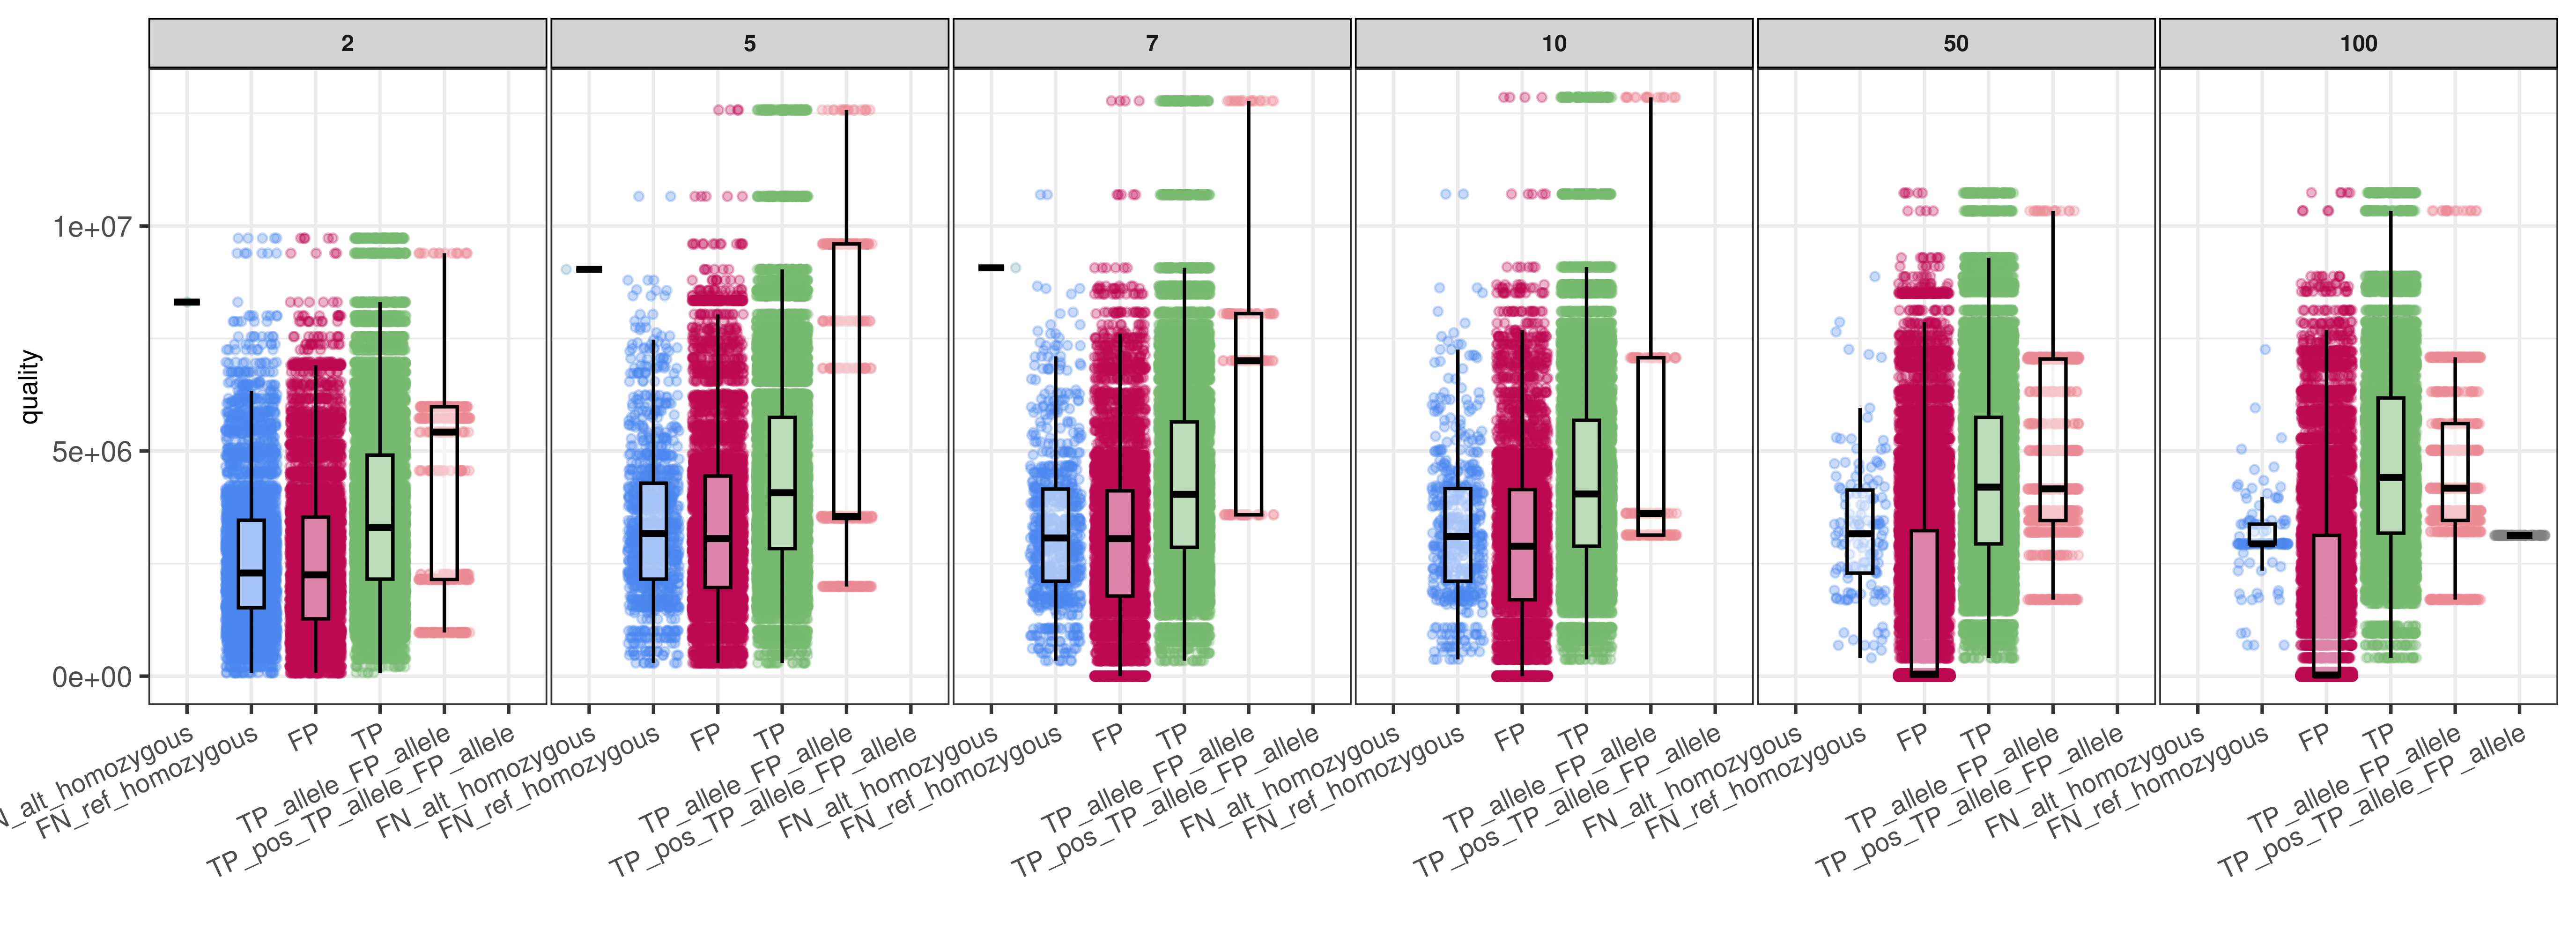 2 5 7 10 50 100
quality
1e+07
5e+06
0e+00
N_alt_homozygous FN_ref_homozygous FP TP TP_allele_FP_allele TP_pos_TP_allele_FP_allele
FN_alt_homozygous FN_ref_homozygous FP TP TP_allele_FP_allele TP_pos_TP_allele_FP_allele
FN_alt_homozygous FN_ref_homozygous FP TP TP_allele_FP_allele TP_pos_TP_allele_FP_allele
FN_alt_homozygous FN_ref_homozygous FP TP TP_allele_FP_allele TP_pos_TP_allele_FP_allele
FN_alt_homozygous FN_ref_homozygous FP TP TP_allele_FP_allele TP_pos_TP_allele_FP_allele
FN_alt_homozygous FN_ref_homozygous FP TP TP_allele_FP_allele TP_pos_TP_allele_FP_allele